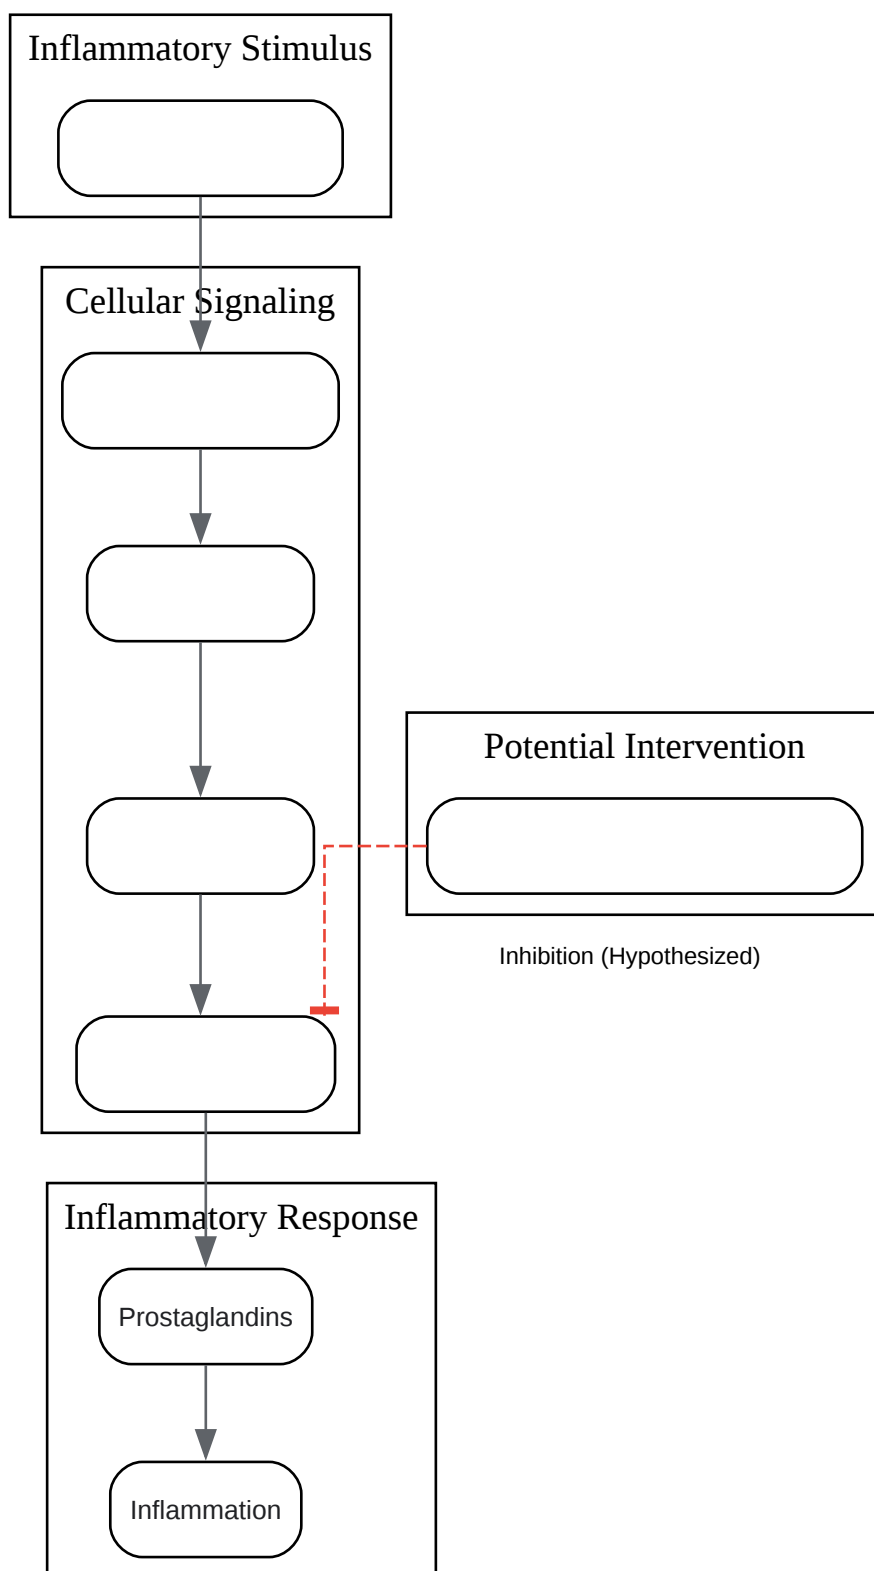 Inflammatory Stimulus
Cellular Signaling
Potential Intervention
Inhibition (Hypothesized)
Inflammatory Response
Prostaglandins
Inflammation